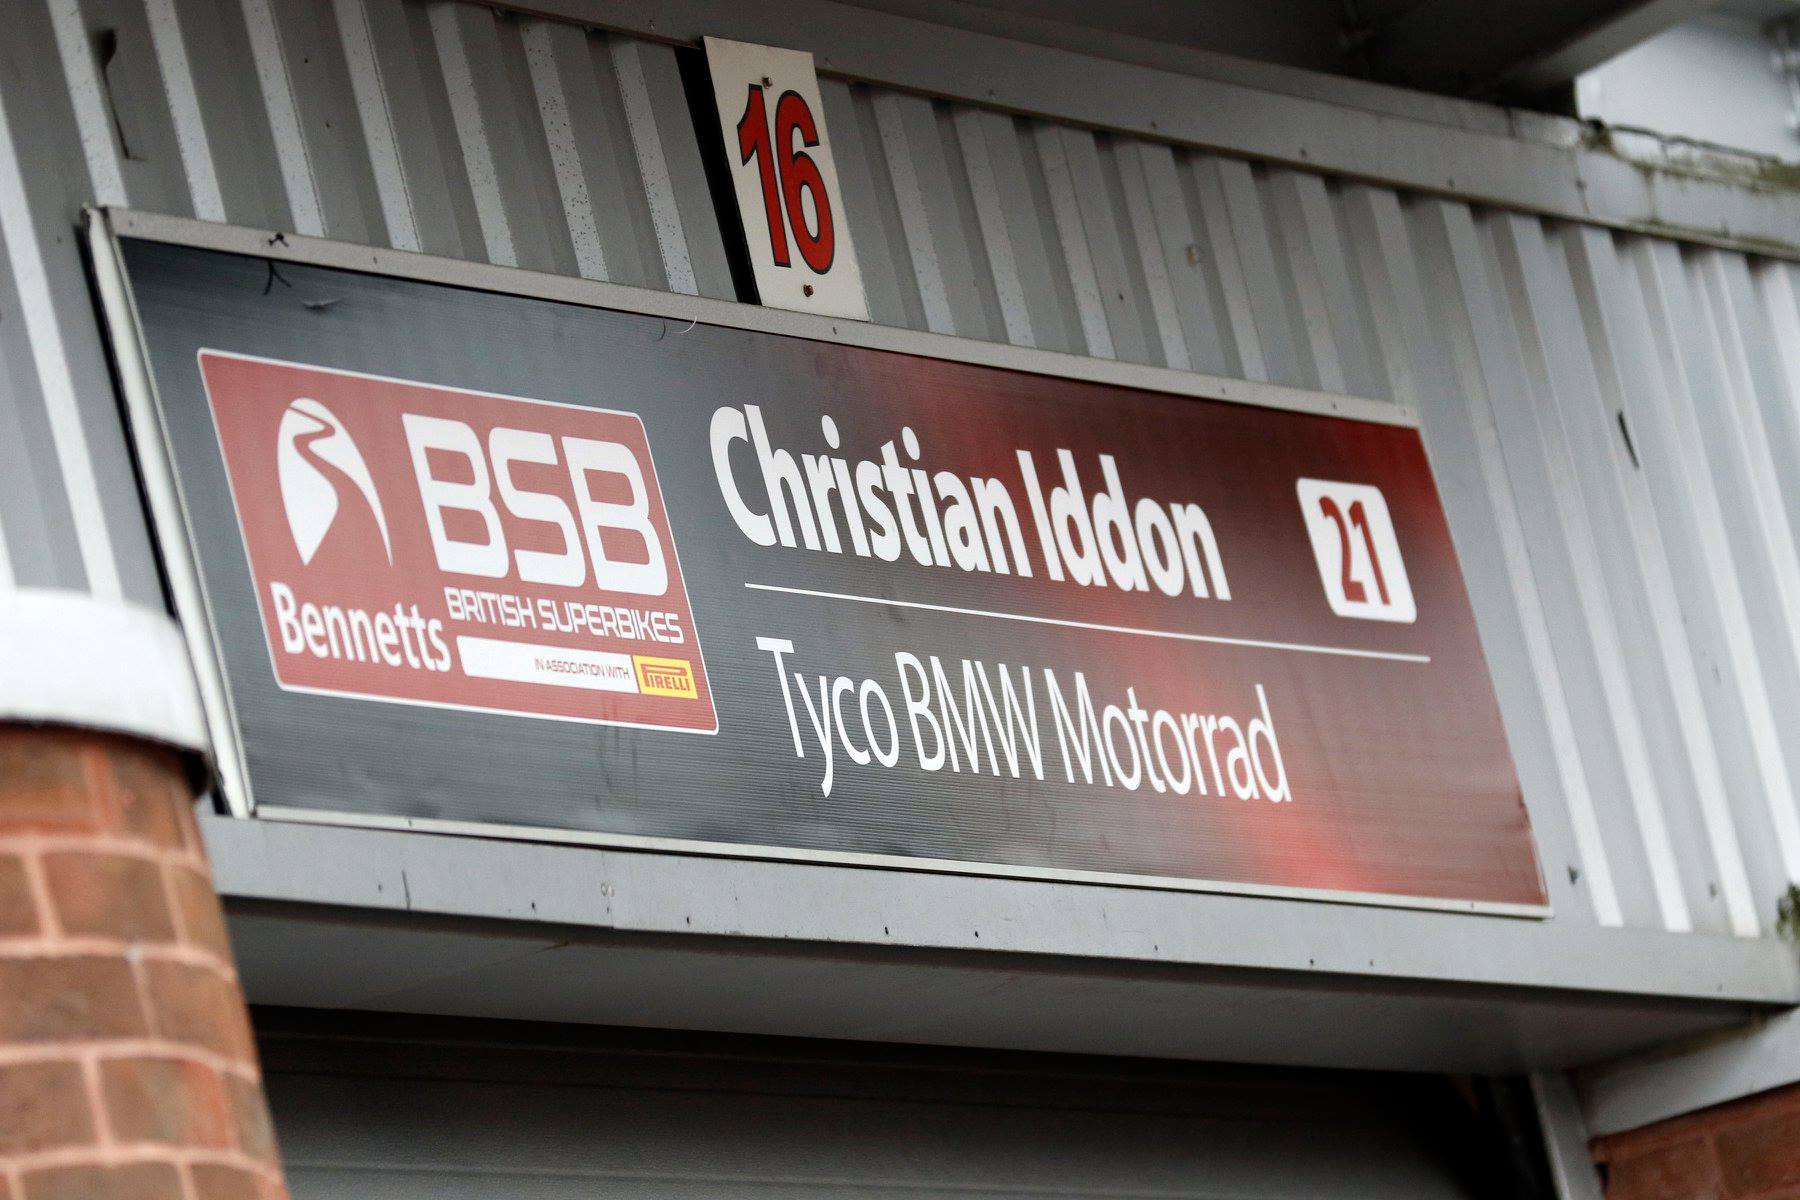 16
BSB
BRITISH SUPERBIKES
Bennetts
IN ASSOCIATION WITH PIRELLI
Christian Iddon
21
Tyco BMW Motorrad